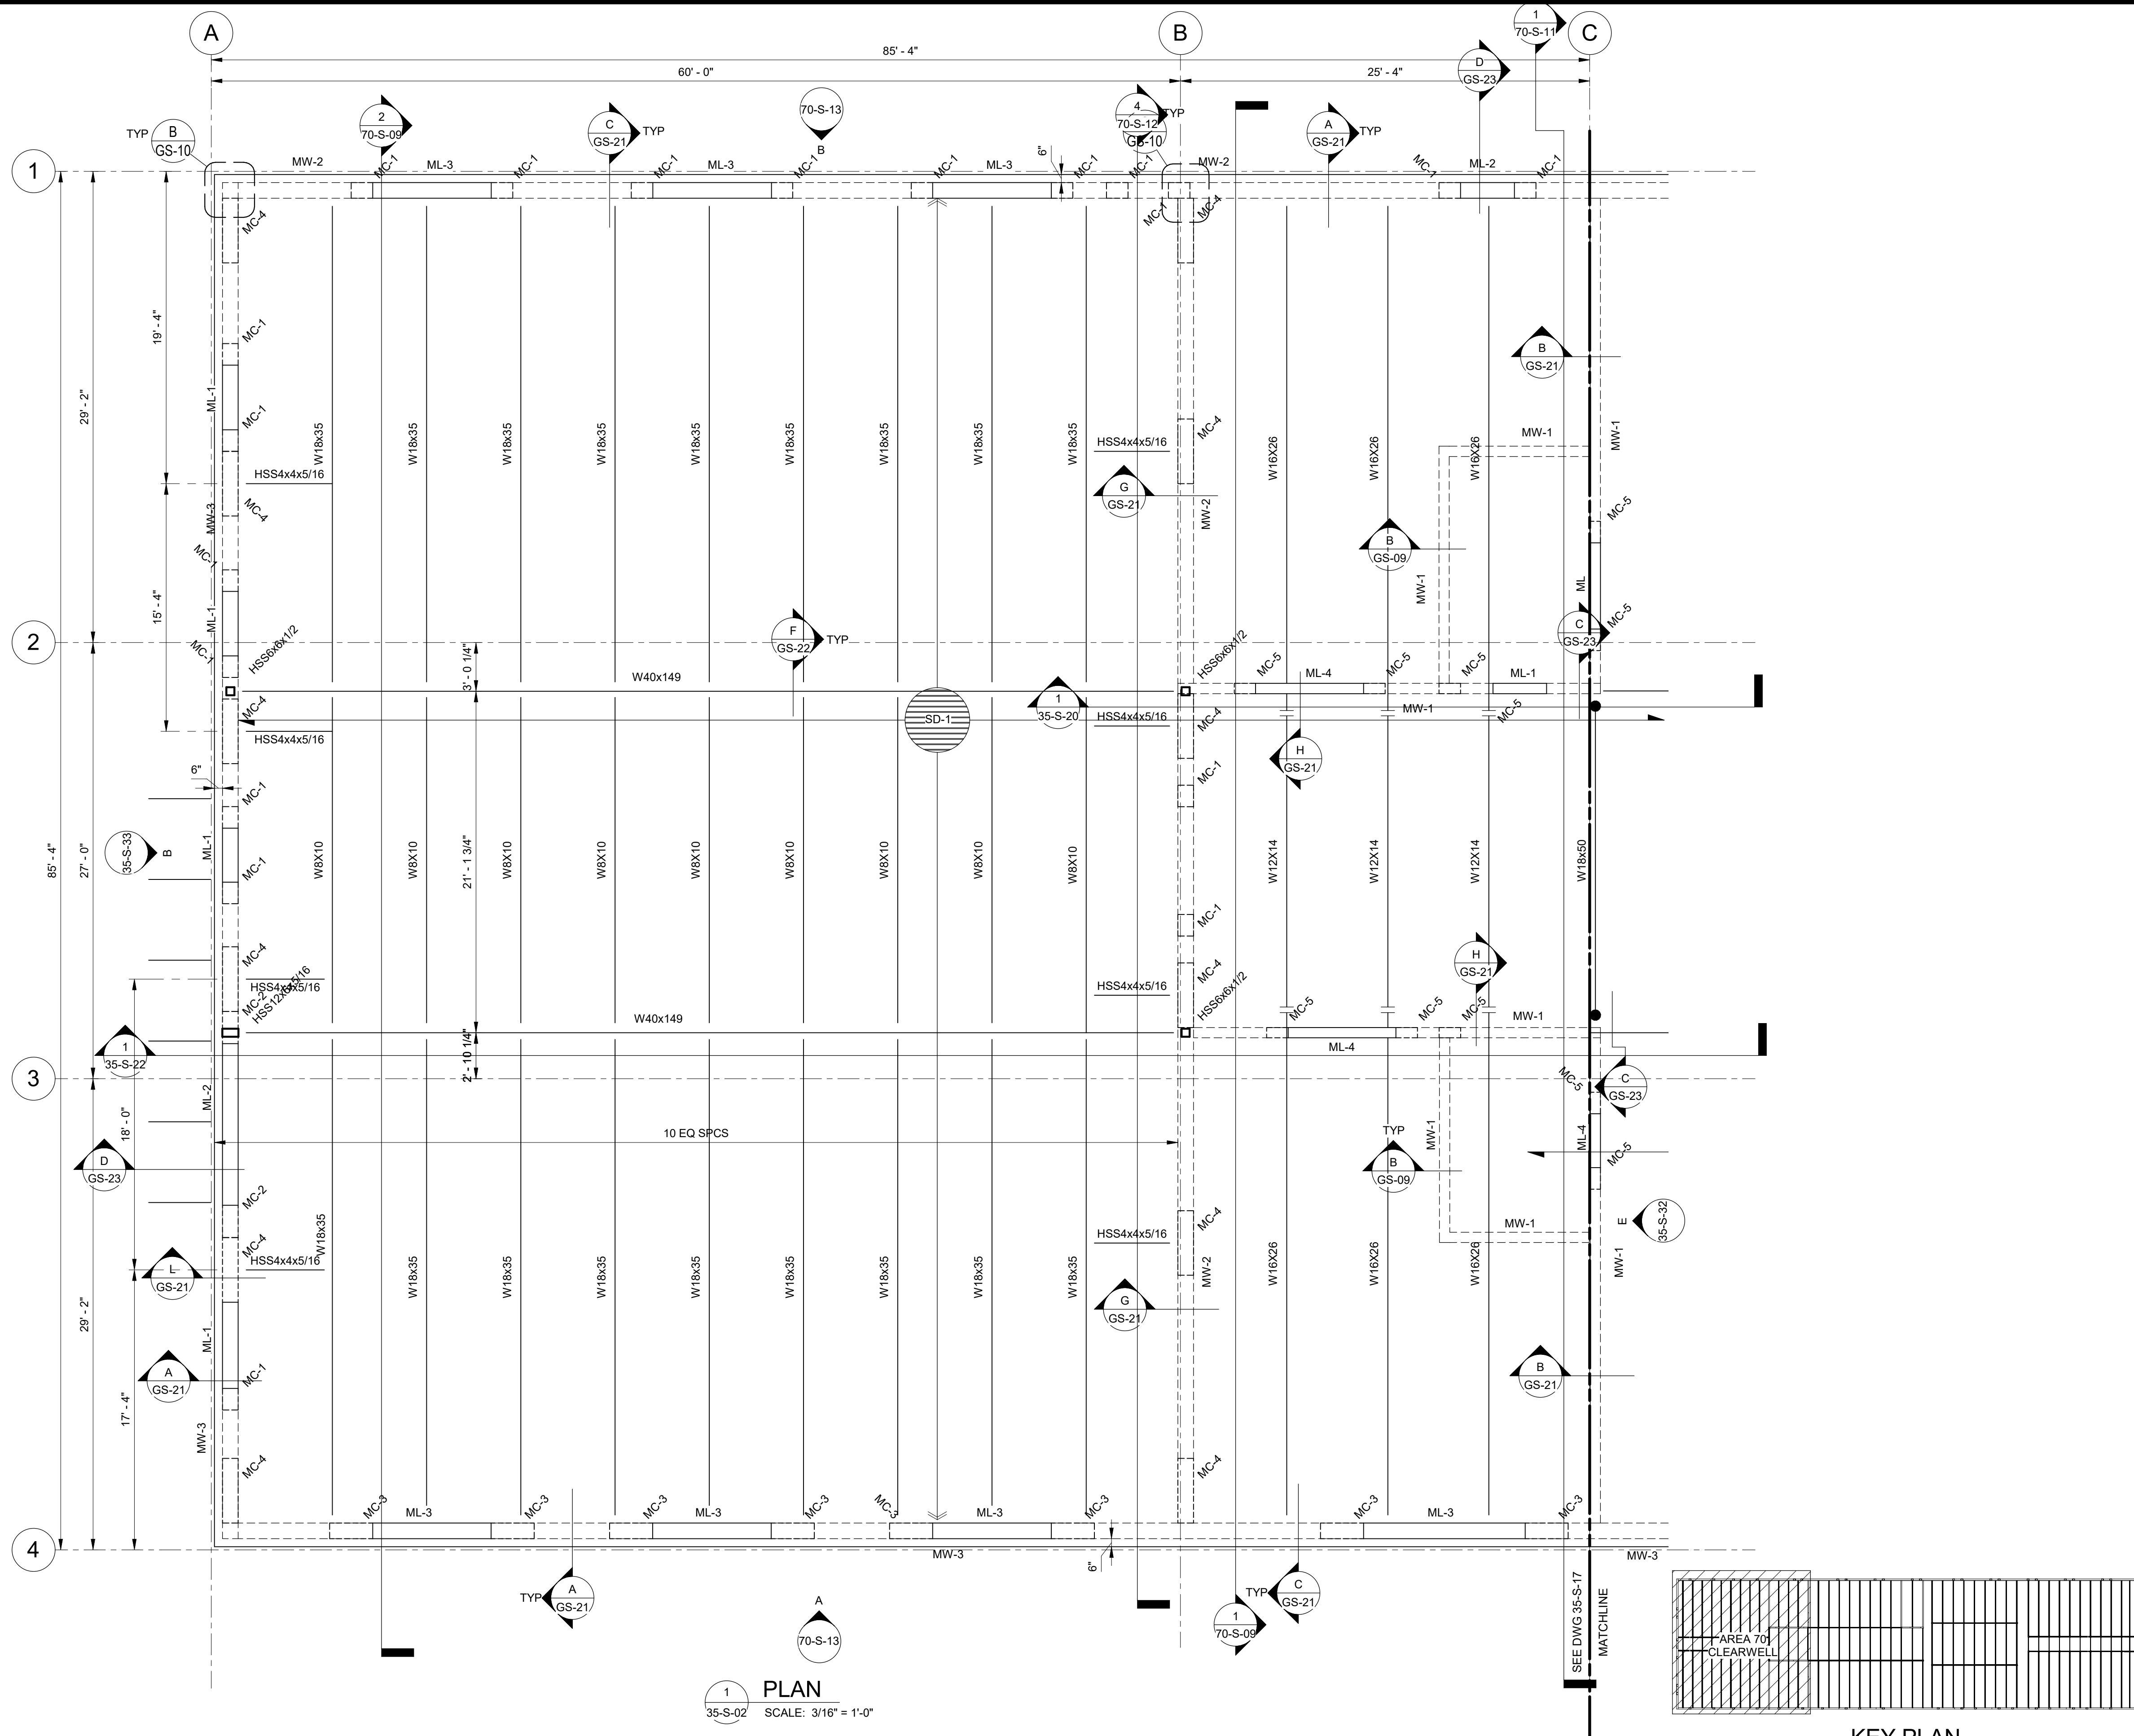 A
B
C
1
70-S-11
85' - 4"
60' - 0"
25' - 4"
D
GS-23
2
70-S-09
C
GS-21
TYP
70-S-13
B
4
70-S-12
TYP
GS-10
A
GS-21
TYP
TYP
B
GS-10
1
MW-2
MC-1
ML-3
MC-1
MC-1
ML-3
MC-1
MC-1
ML-3
MC-1
6"
MC-1
MW-2
MC-1
ML-2
MC-1
MC-4
MC-1
MC-4
19' - 4"
29' - 2"
MC-1
ML-1
MC-1
B
GS-21
W18x35
W18x35
W18x35
W18x35
W18x35
W18x35
W18x35
W18x35
W18x35
HSS4x4x5/16
MC-4
W16X26
W16X26
W16X26
MW-1
MW-1
HSS4x4x5/16
MC-4
MW-3
G
GS-21
MW-2
MC-5
B
GS-09
MC-1
15' - 4"
ML-1
MW-1
ML
MC-5
2
MC-1
HSS6x6x1/2
F
GS-22
TYP
C
GS-23
3' - 0 1/4"
W40x149
HSS6x6x1/2
MC-5
ML-4
MC-5
MC-5
ML-1
MC-4
1
35-S-20
HSS4x4x5/16
MC-4
MW-1
MC-5
SD-1
HSS4x4x5/16
H
GS-21
6"
MC-1
MC-1
85' - 4"
27' - 0"
35-S-33
B
ML-1
MC-1
W8X10
W8X10
W8X10
W8X10
21' - 1 3/4"
W8X10
W8X10
W8X10
W8X10
W8X10
W12X14
W12X14
W12X14
W18x50
MC-1
MC-4
HSS4x4x5/16
MC-2
HSS12x6x5/16
MC-4
HSS4x4x5/16
HSS6x6x1/2
H
GS-21
MC-5
MC-5
MC-5
MW-1
W40x149
1
35-S-22
2' - 10 1/4"
ML-4
3
ML-2
MC-5
C
GS-23
18' - 0"
10 EQ SPCS
TYP
B
GS-09
MW-1
ML-4
MC-5
D
GS-23
MC-2
MC-4
HSS4x4x5/16
W18x35
W18x35
W18x35
W18x35
W18x35
W18x35
W18x35
W18x35
W18x35
HSS4x4x5/16
MC-4
MW-2
W16X26
W16X26
W16X26
MW-1
E
35-S-32
MW-1
L
GS-21
G
GS-21
29' - 2"
ML-1
A
GS-21
MC-1
B
GS-21
17' - 4"
MW-3
MC-4
MC-4
MC-3
ML-3
MC-3
MC-3
ML-3
MC-3
MC-3
ML-3
MC-3
MC-3
ML-3
MC-3
4
MW-3
6"
MW-3
TYP
A
GS-21
A
70-S-13
TYP
C
GS-21
1
70-S-09
SEE DWG 35-S-17
MATCHLINE
AREA 70
CLEARWELL
1
35-S-02
PLAN
SCALE: 3/16" = 1'-0"
KEY PLAN